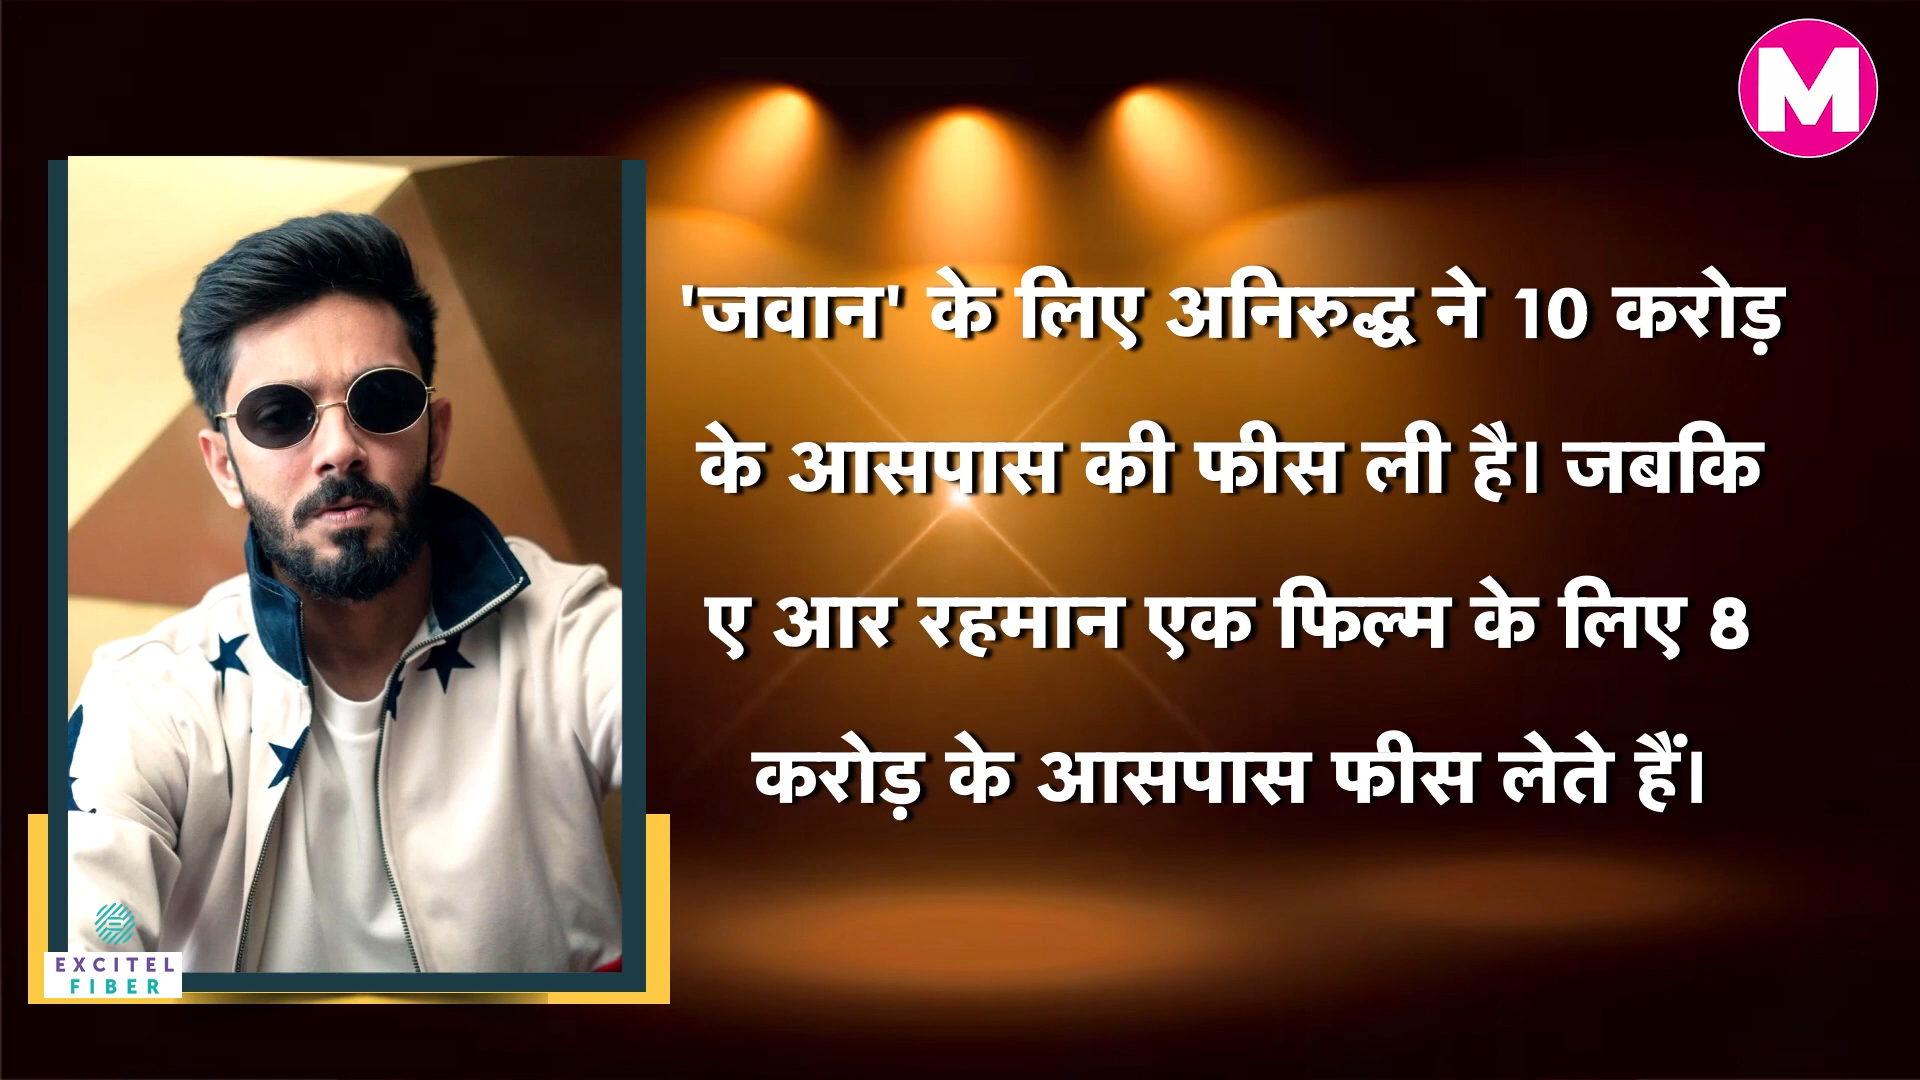 M
'जवान' के लिए अनिरुद्ध ने 10 करोड़
के आसपास की फीस ली है। जबकि
ए आर रहमान एक फिल्म के लिए 8
करोड़ के आसपास फीस लेते हैं।
EXCITEL
FIBER